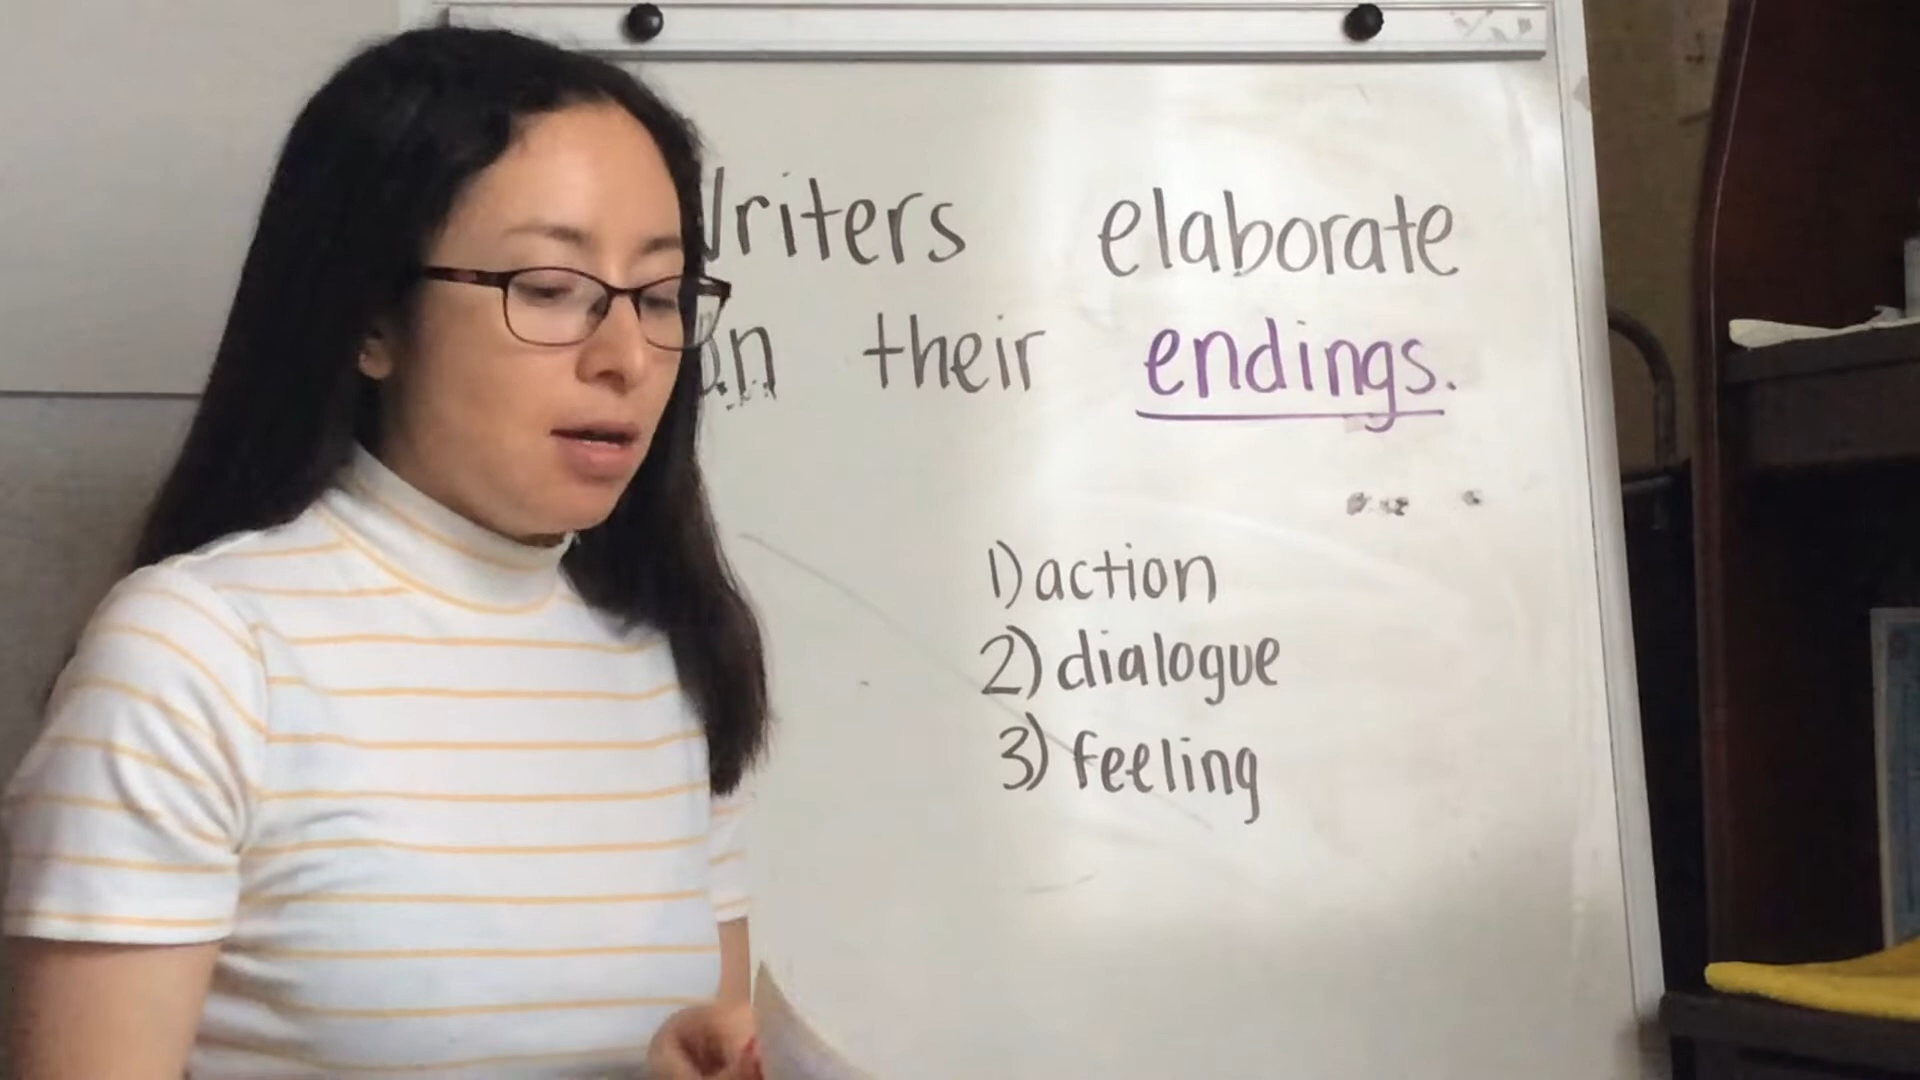 Writers elaborate
on their endings.
1) action
2) dialogue
3) feeling